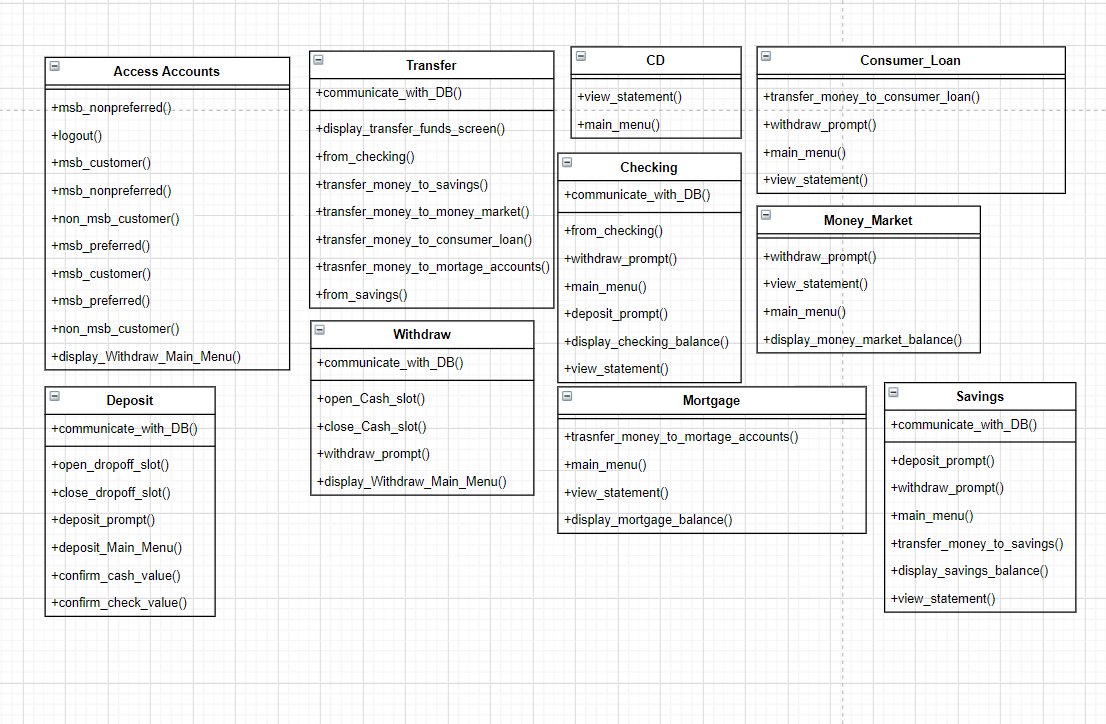 Access Accounts
+msb_nonpreferred()
+logout()
+msb_customer()
+msb_nonpreferred()
+non_msb_customer()
+msb_preferred()
+msb_customer()
+msb_preferred()
+non_msb_customer()
+display_Withdraw_Main_Menu()
Deposit
+communicate_with_DB()
+open_dropoff_slot()
+close_dropoff_slot()
+deposit_prompt()
+deposit_Main_Menu()
+confirm_cash_value()
+confirm_check_value()
Transfer
+communicate_with_DB()
+display_transfer_funds_screen()
+from_checking()
+transfer_money_to_savings()
+transfer_money_to_money_market()
+transfer_money_to_consumer_loan()
+trasnfer_money_to_mortage_accounts()
+from_savings()
Withdraw
+communicate_with_DB()
+open_Cash_slot()
+close_Cash_slot()
+withdraw_prompt()
+display_Withdraw_Main_Menu()
CD
+view_statement()
+main_menu()
Checking
+communicate_with_DB()
+from_checking()
+withdraw_prompt()
+main_menu()
+deposit_prompt()
+display_checking_balance()
+view_statement()
Mortgage
+trasnfer_money_to_mortage_accounts()
+main_menu()
+view_statement()
+display_mortgage_balance()
Consumer_Loan
+transfer_money_to_consumer_loan()
+withdraw_prompt()
+main_menu()
+view_statement()
Money_Market
+withdraw_prompt()
+view_statement()
+main_menu()
+display_money_market_balance()
Savings
+communicate_with_DB()
+deposit_prompt()
+withdraw_prompt()
+main_menu()
+transfer_money_to_savings()
+display_savings_balance()
+view_statement()